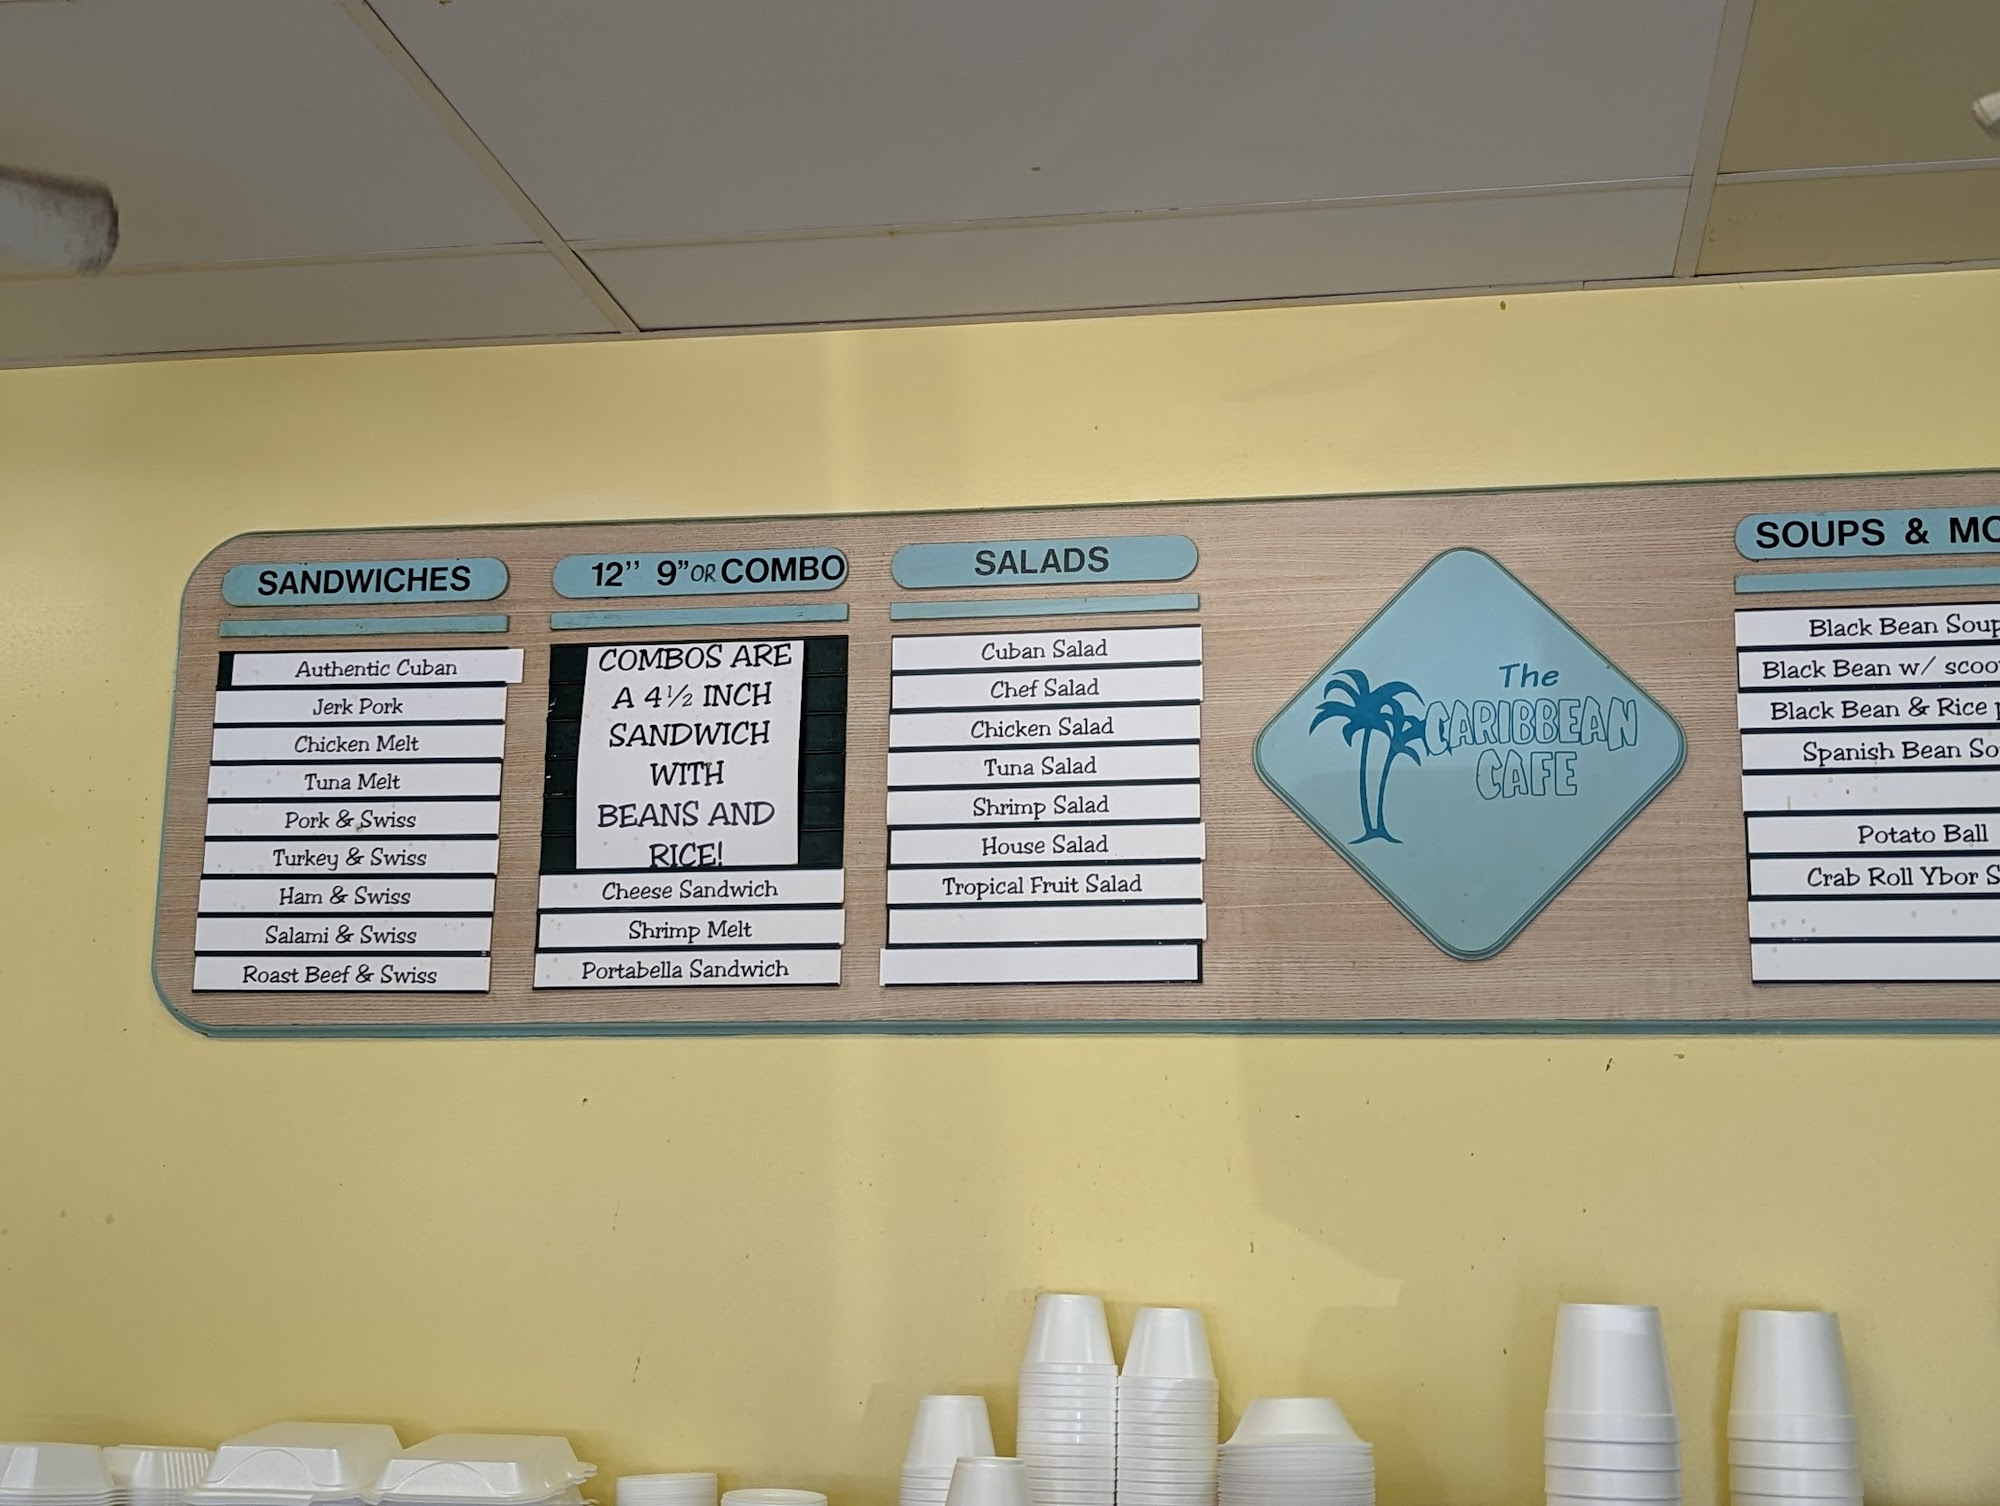 SANDWICHES
Authentic Cuban
Jerk Pork
Chicken Melt
Tuna Melt
Pork & Swiss
Turkey & Swiss
Ham & Swiss
Salami & Swiss
Roast Beef & Swiss
12" 9" OR COMBO
COMBOS ARE
A 4½ INCH
SANDWICH
WITH
BEANS AND
RICE!
Cheese Sandwich
Shrimp Melt
Portabella Sandwich
SALADS
Cuban Salad
Chef Salad
Chicken Salad
Tuna Salad
Shrimp Salad
House Salad
Tropical Fruit Salad
The
CARIBBEAN
CAFE
SOUPS &
Black Bean Soup
Black Bean w/
Black Bean & Rice
Spanish Bean
Potato Ball
Crab Roll Ybor